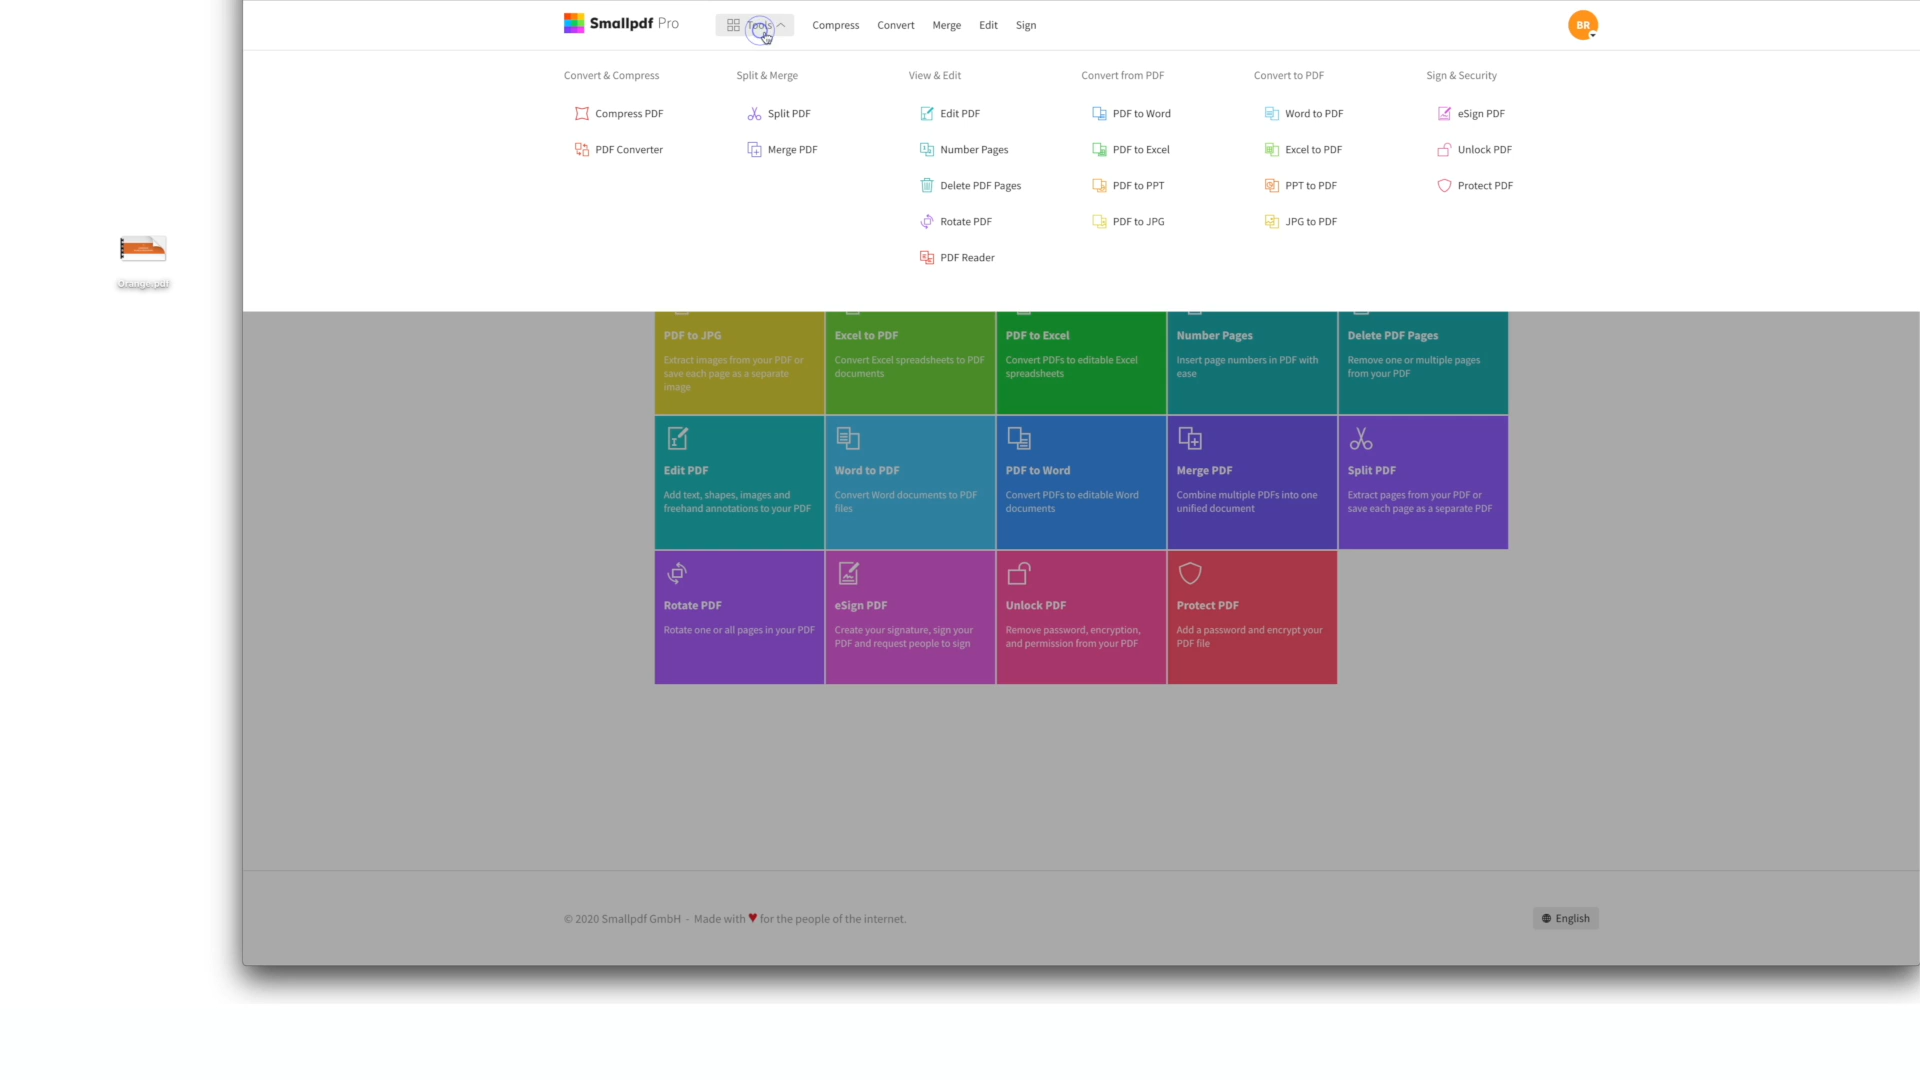 Smallpdf Pro
Tools
Compress
Convert
Merge
Edit
Sign
BR
Convert & Compress
Compress PDF
PDF Converter
Split & Merge
Split PDF
Merge PDF
View & Edit
Edit PDF
Number Pages
Delete PDF Pages
Rotate PDF
PDF Reader
Convert from PDF
PDF to Word
PDF to Excel
PDF to PPT
PDF to JPG
Convert to PDF
Word to PDF
Excel to PDF
PPT to PDF
JPG to PDF
Sign & Security
eSign PDF
Unlock PDF
Protect PDF
Orange.pdf
PDF to JPG
Extract images from your PDF or
save each page as a separate
image
Excel to PDF
Convert Excel spreadsheets to PDF
documents
PDF to Excel
Convert PDFs to editable Excel
spreadsheets
Number Pages
Insert page numbers in PDF with
ease
Delete PDF Pages
Remove one or multiple pages
from your PDF
Edit PDF
Add text, shapes, images and
freehand annotations to your PDF
Word to PDF
Convert Word documents to PDF
files
PDF to Word
Convert PDFs to editable Word
documents
Merge PDF
Combine multiple PDFs into one
unified document
Split PDF
Extract pages from your PDF or
save each page as a separate PDF
Rotate PDF
Rotate one or all pages in your PDF
eSign PDF
Create your signature, sign your
PDF and request people to sign
Unlock PDF
Remove password, encryption,
and permission from your PDF
Protect PDF
Add a password and encrypt your
PDF file
© 2020 Smallpdf GmbH - Made with ♥ for the people of the internet.
English